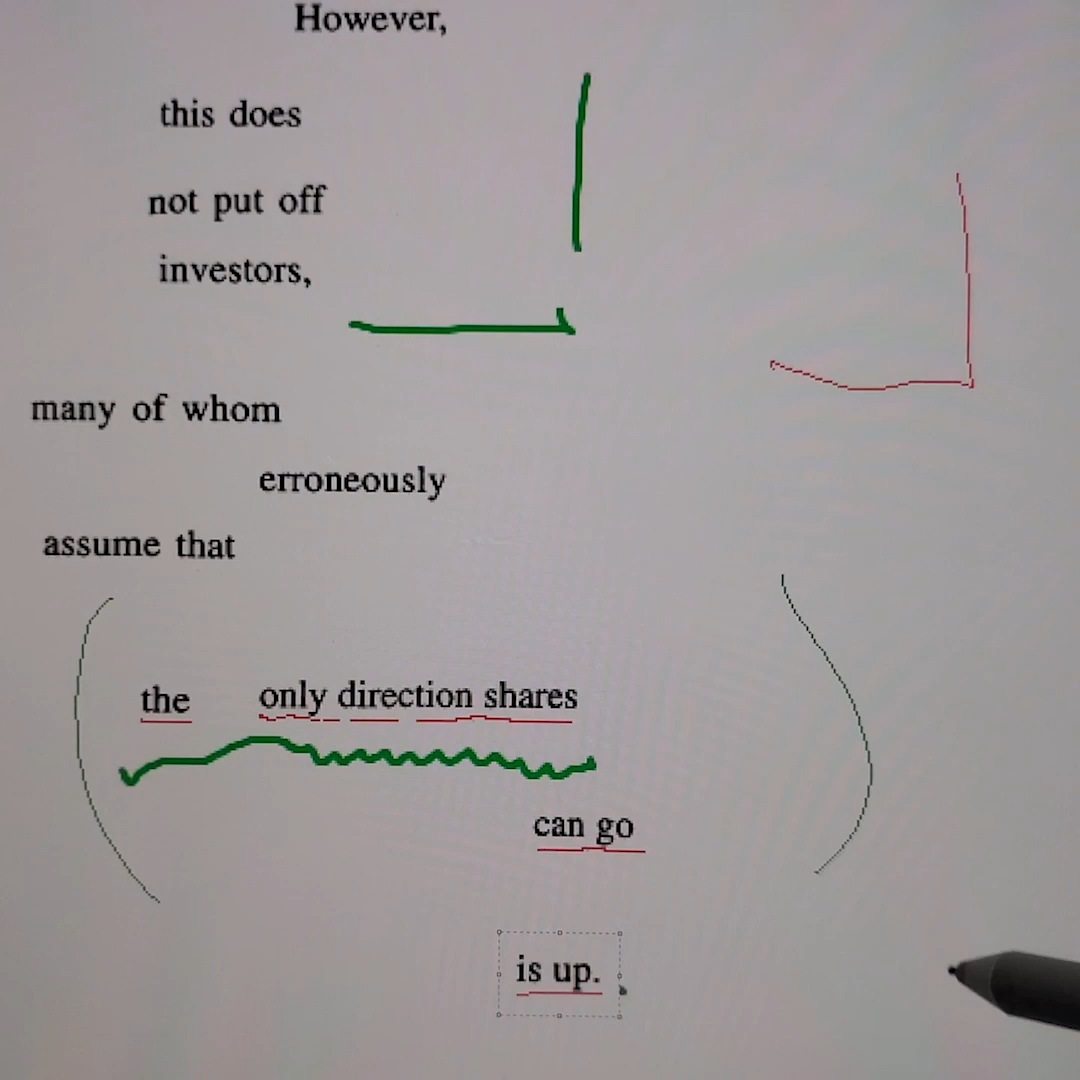 However,
this does
not put off
investors,
many of whom
erroneously
assume that
the only direction shares
can go
is up.